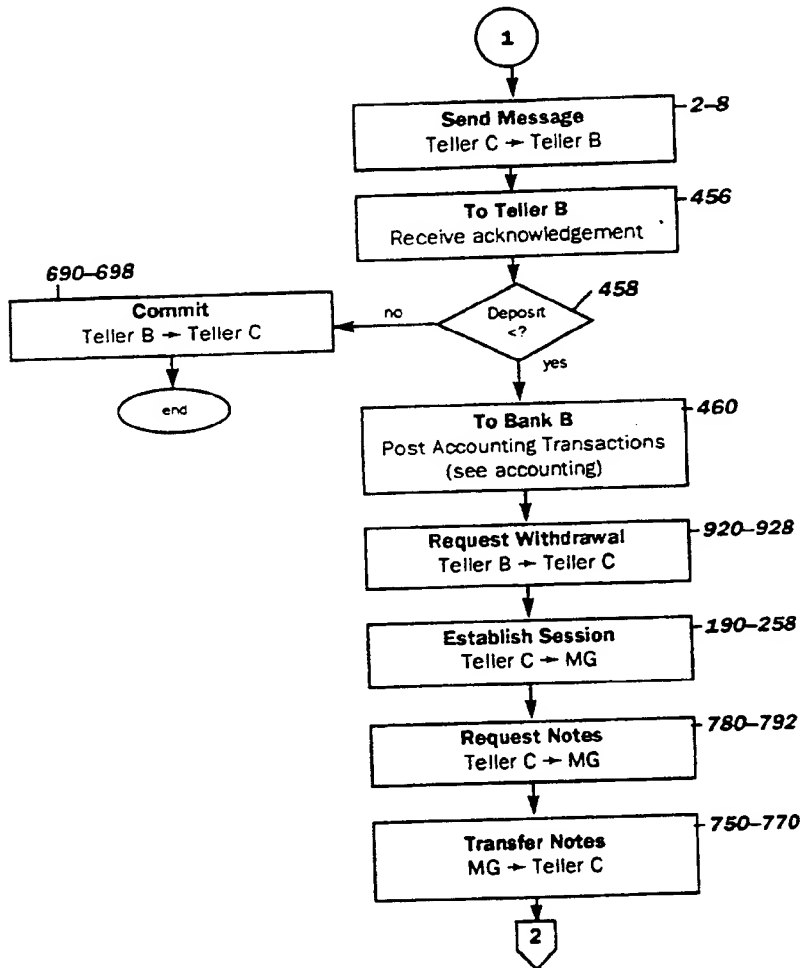 1
Send Message
Teller C → Teller B
2–8
To Teller B
Receive acknowledgement
456
Deposit
<?
458
no
yes
690–698
Commit
Teller B → Teller C
end
To Bank B
Post Accounting Transactions
(see accounting)
460
Request Withdrawal
Teller B → Teller C
920–928
Establish Session
Teller C → MG
190–258
Request Notes
Teller C → MG
780–792
Transfer Notes
MG → Teller C
750–770
2